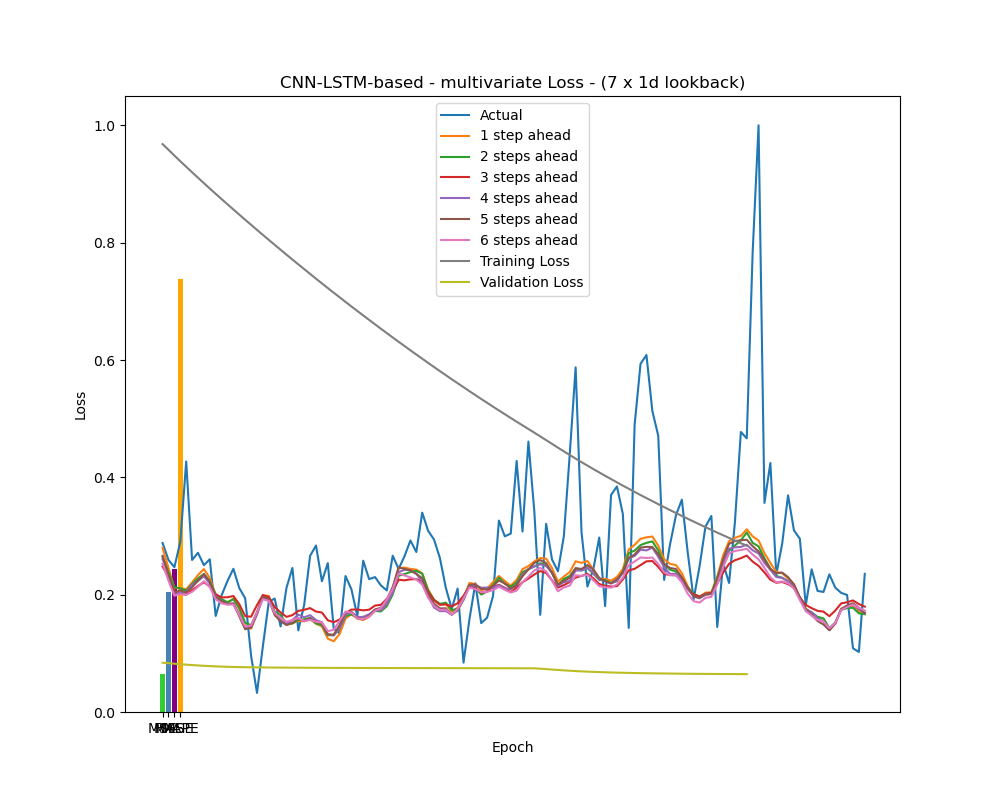 CNN-LSTM-based - multivariate Loss - (7 x 1d lookback)
Actual
1 step ahead
2 steps ahead
3 steps ahead
4 steps ahead
5 steps ahead
6 steps ahead
Training Loss
Validation Loss
1.0
0.8
0.6
0.4
0.2
0.0
Loss
Epoch